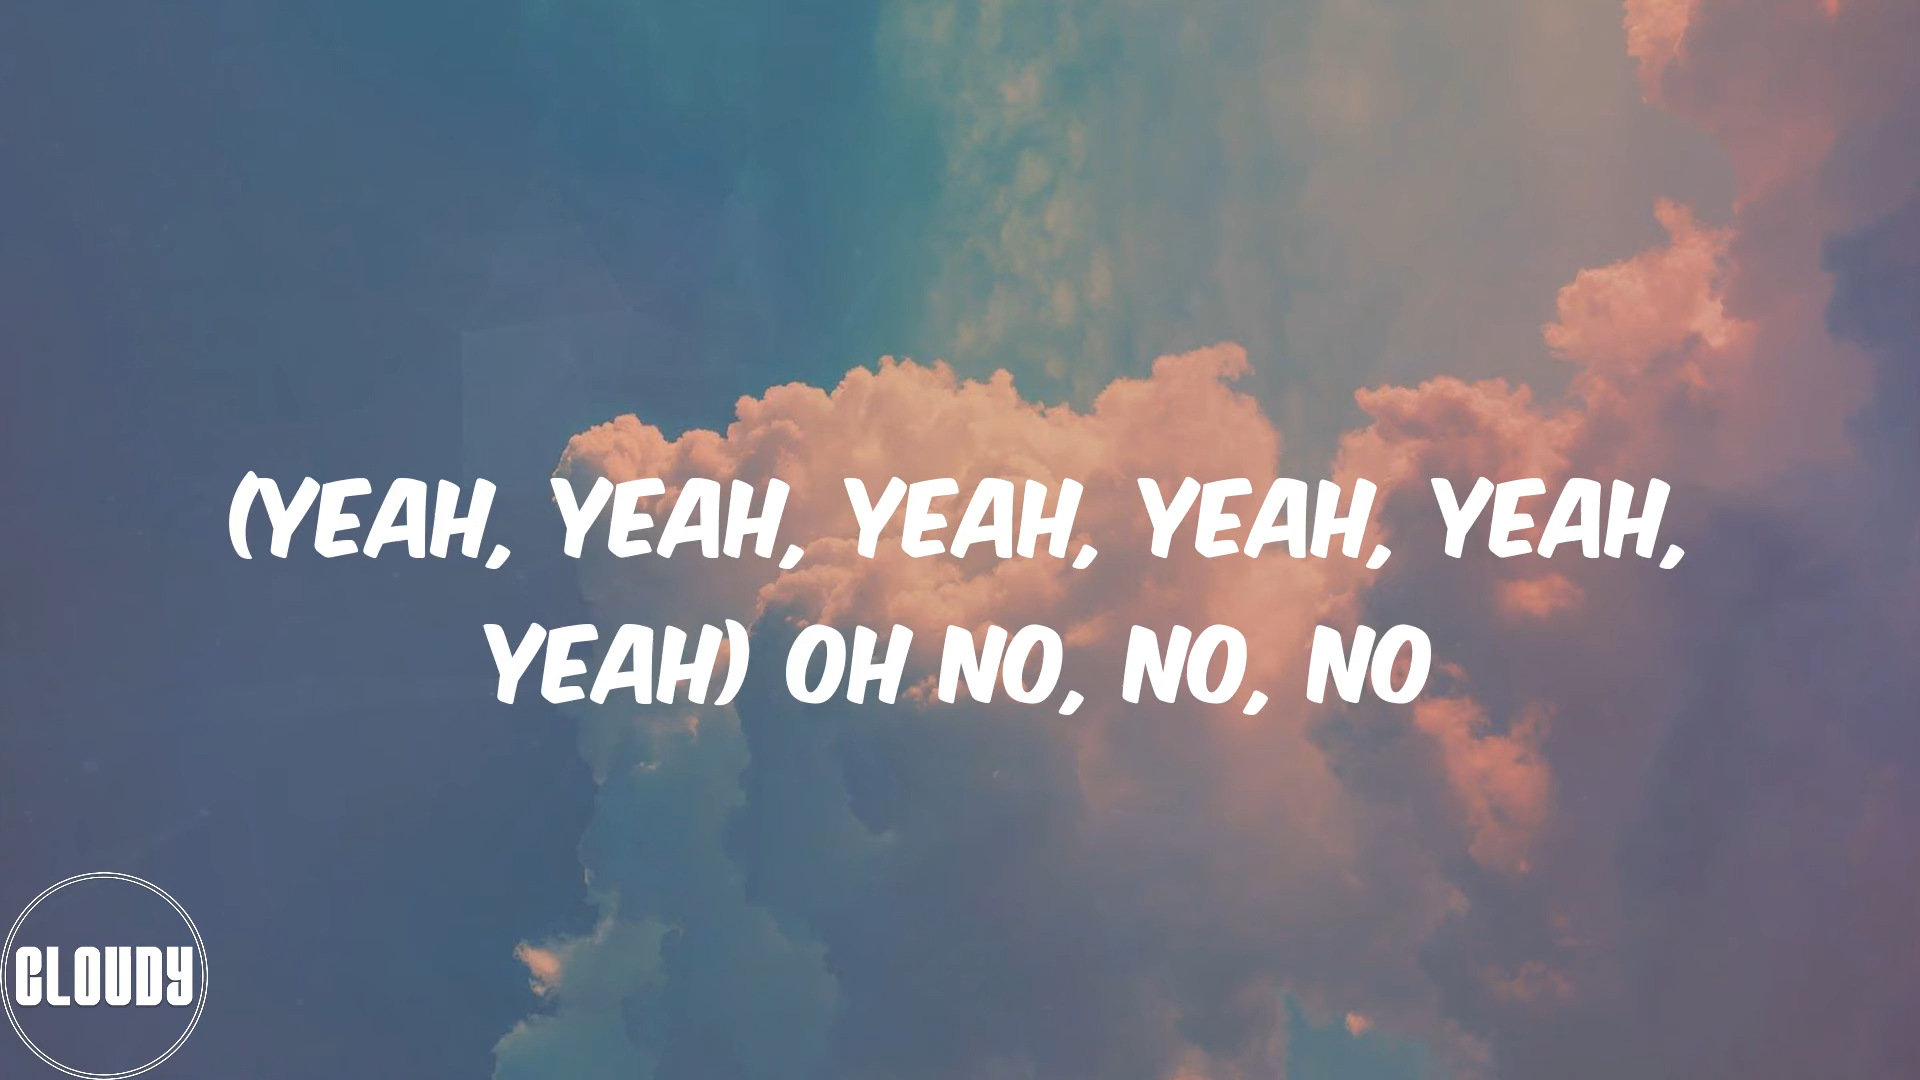 (YEAH, YEAH, YEAH, YEAH, YEAH,
YEAH) OH NO, NO, NO
CLOUDY